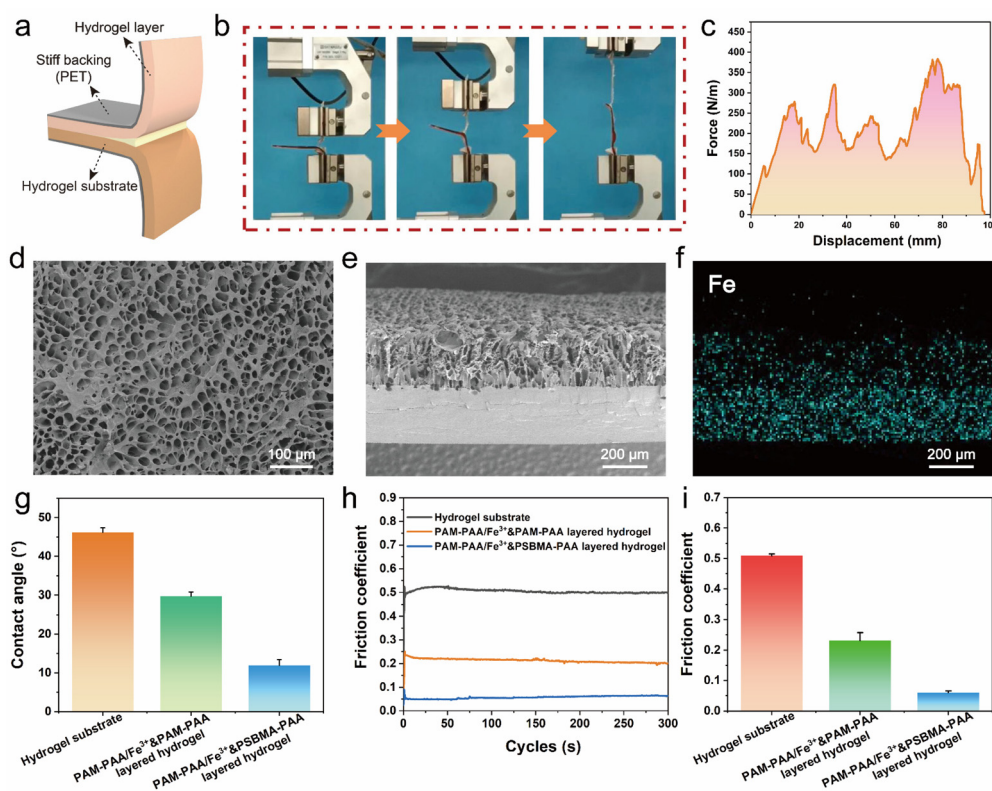 a
Hydrogel layer
Stiff backing
(PET)
Hydrogel substrate
b
c
Force (N/m)
450
400
350
300
250
200
150
100
50
0
0
20
40
60
80
100
Displacement (mm)
d
100 μm
e
200 μm
f
Fe
200 μm
g
Contact angle (°)
50
40
30
20
10
0
Hydrogel substrate
PAM-PAA/Fe³⁺&PAM-PAA
layered hydrogel
PAM-PAA/Fe³⁺&PSBMA-PAA
layered hydrogel
h
Friction coefficient
0.9
0.8
0.7
0.6
0.5
0.4
0.3
0.2
0.1
0.0
Hydrogel substrate
PAM-PAA/Fe³⁺&PAM-PAA layered hydrogel
PAM-PAA/Fe³⁺&PSBMA-PAA layered hydrogel
0
50
100
150
200
250
300
Cycles (s)
i
Friction coefficient
0.7
0.6
0.5
0.4
0.3
0.2
0.1
0.0
Hydrogel substrate
PAM-PAA/Fe³⁺&PAM-PAA
layered hydrogel
PAM-PAA/Fe³⁺&PSBMA-PAA
layered hydrogel